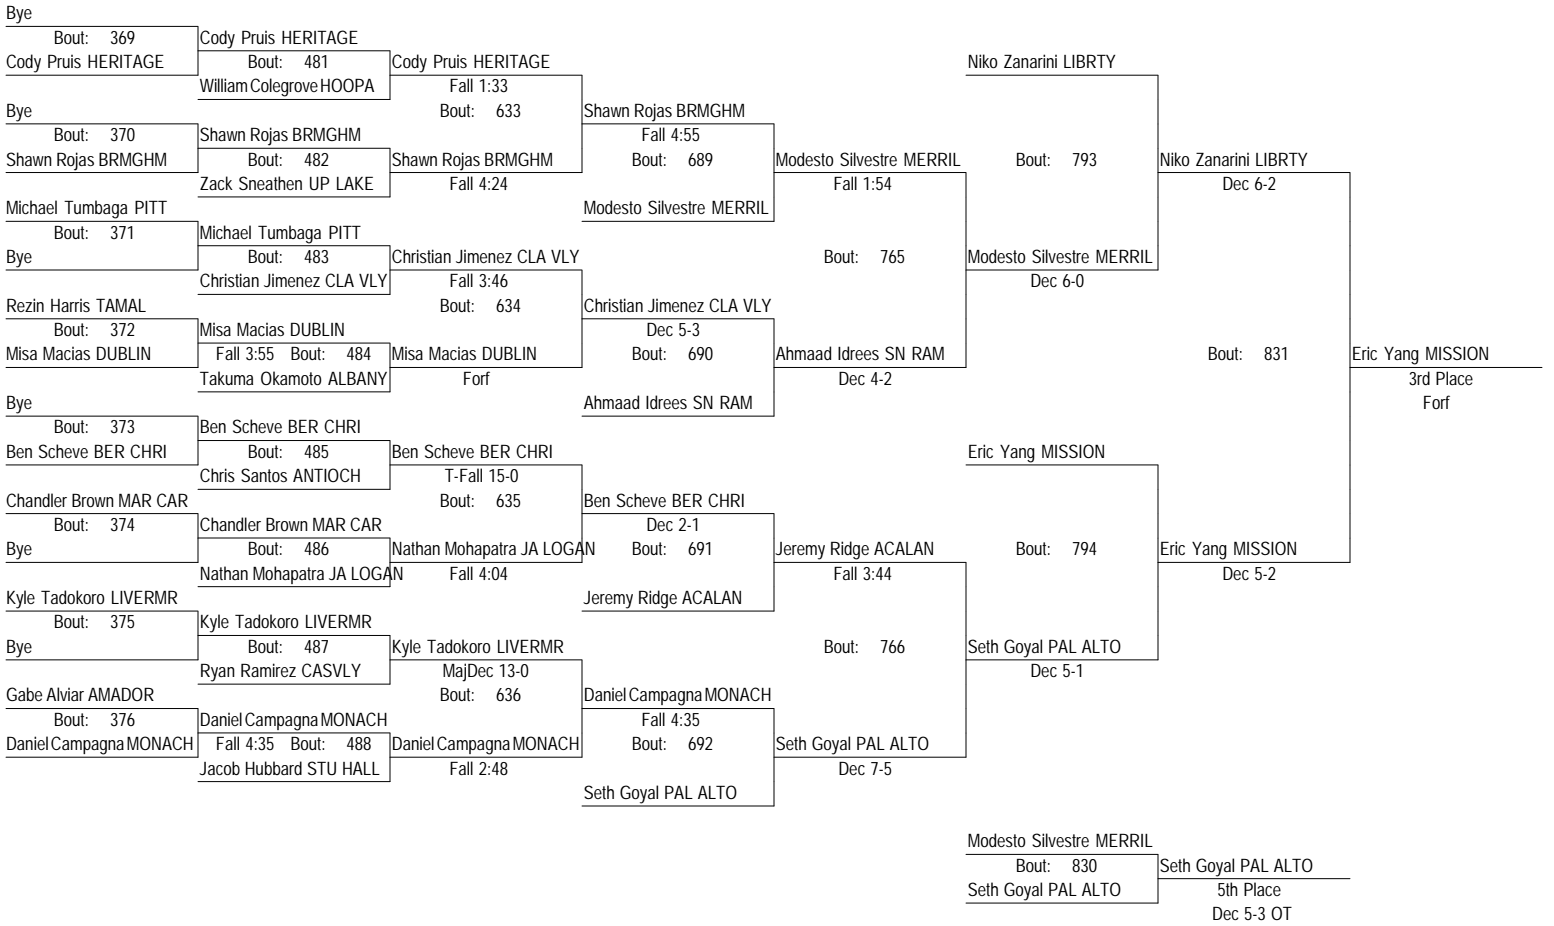 Bye
Bout: 369
Cody Pruis HERITAGE
Cody Pruis HERITAGE
Bout: 481
William Colegrove HOOPA
Cody Pruis HERITAGE
Fall 1:33
Bout: 633
Bye
Bout: 370
Shawn Rojas BRMGHM
Shawn Rojas BRMGHM
Bout: 482
Zack Sneathen UP LAKE
Shawn Rojas BRMGHM
Fall 4:24
Shawn Rojas BRMGHM
Fall 4:55
Bout: 689
Modesto Silvestre MERRIL
Modesto Silvestre MERRIL
Fall 1:54
Michael Tumbaga PITT
Bout: 371
Bye
Michael Tumbaga PITT
Bout: 483
Christian Jimenez CLA VLY
Christian Jimenez CLA VLY
Fall 3:46
Bout: 634
Rezin Harris TAMAL
Bout: 372
Misa Macias DUBLIN
Misa Macias DUBLIN
Fall 3:55 Bout: 484
Takuma Okamoto ALBANY
Misa Macias DUBLIN
Forf
Christian Jimenez CLA VLY
Dec 5-3
Bout: 690
Ahmaad Idrees SN RAM
Ahmaad Idrees SN RAM
Dec 4-2
Bout: 765
Niko Zanarini LIBRTY
Bout: 793
Modesto Silvestre MERRIL
Dec 6-0
Niko Zanarini LIBRTY
Dec 6-2
Bye
Bout: 373
Ben Scheve BER CHRI
Ben Scheve BER CHRI
Bout: 485
Chris Santos ANTIOCH
Ben Scheve BER CHRI
T-Fall 15-0
Bout: 635
Chandler Brown MAR CAR
Bout: 374
Bye
Chandler Brown MAR CAR
Bout: 486
Nathan Mohapatra JA LOGAN
Nathan Mohapatra JA LOGAN
Fall 4:04
Ben Scheve BER CHRI
Dec 2-1
Bout: 691
Jeremy Ridge ACALAN
Jeremy Ridge ACALAN
Fall 3:44
Kyle Tadokoro LIVERMR
Bout: 375
Bye
Kyle Tadokoro LIVERMR
Bout: 487
Ryan Ramirez CASVLY
Kyle Tadokoro LIVERMR
MajDec 13-0
Bout: 636
Gabe Alviar AMADOR
Bout: 376
Daniel Campagna MONACH
Daniel Campagna MONACH
Fall 4:35 Bout: 488
Jacob Hubbard STU HALL
Daniel Campagna MONACH
Fall 2:48
Daniel Campagna MONACH
Fall 4:35
Bout: 692
Seth Goyal PAL ALTO
Seth Goyal PAL ALTO
Dec 7-5
Bout: 766
Eric Yang MISSION
Bout: 794
Seth Goyal PAL ALTO
Dec 5-1
Eric Yang MISSION
Dec 5-2
Bout: 831
Eric Yang MISSION
3rd Place
Forf
Modesto Silvestre MERRIL
Bout: 830
Seth Goyal PAL ALTO
Seth Goyal PAL ALTO
5th Place
Dec 5-3 OT